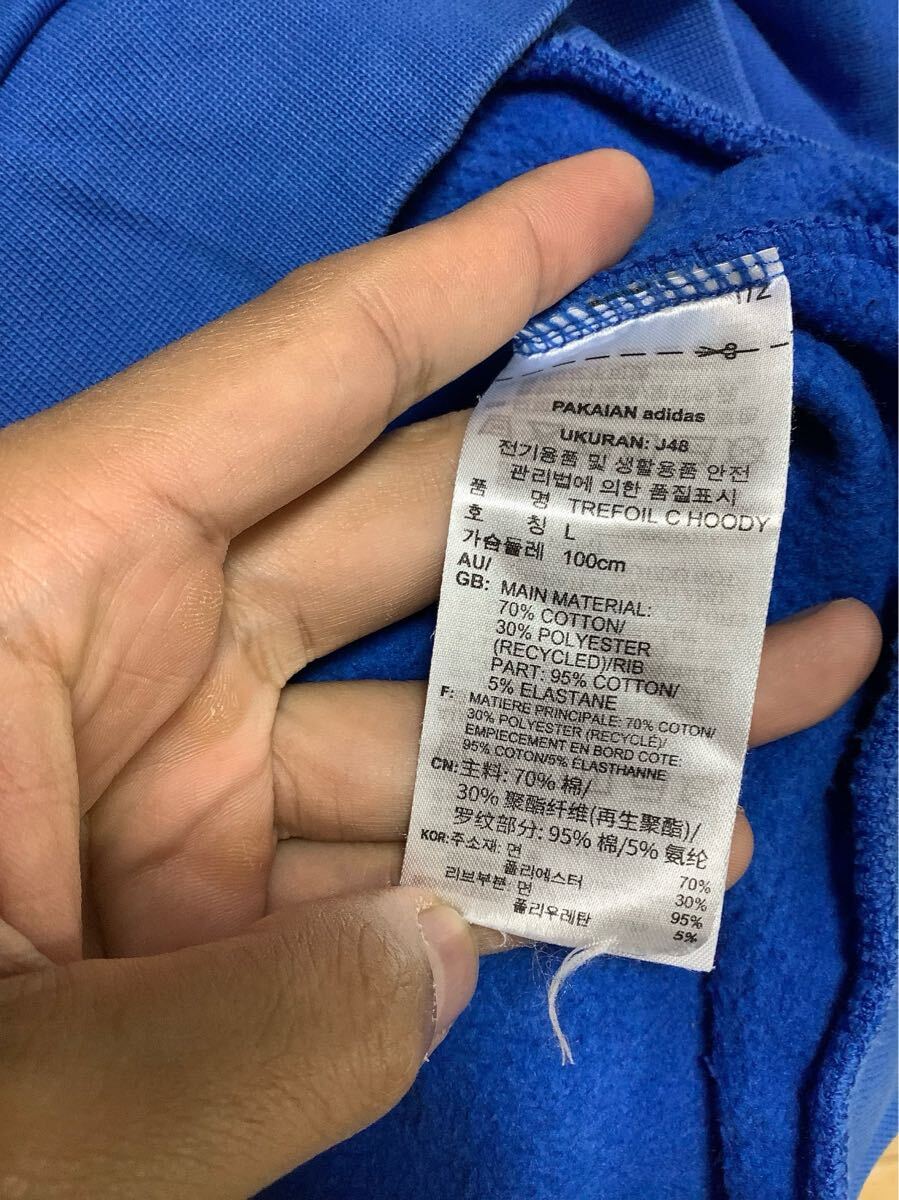 PAKAIAN adidas
UKURAN: J48
전기용품 및 생활용품 안전
관리법에 의한 품질표시
품 명 TREFOIL C HOODY
호 칭 L
가슴둘레 100cm
AU/
GB: MAIN MATERIAL:
70% COTTON/
30% POLYESTER
(RECYCLED)/RIB
PART: 95% COTTON/
5% ELASTANE
F: MATIERE PRINCIPALE: 70% COTON/
30% POLYESTER (RECYCLÉ)/
EMPIECEMENT EN BORD COTE:
95% COTON/5% ÉLASTHANNE
CN: 主料: 70% 棉/
30% 聚酯纤维(再生聚酯)/
罗纹部分: 95% 棉/5% 氨纶
KOR: 주소재: 면 70%
폴리에스터 30%
리브부분: 면 95%
폴리우레탄 5%